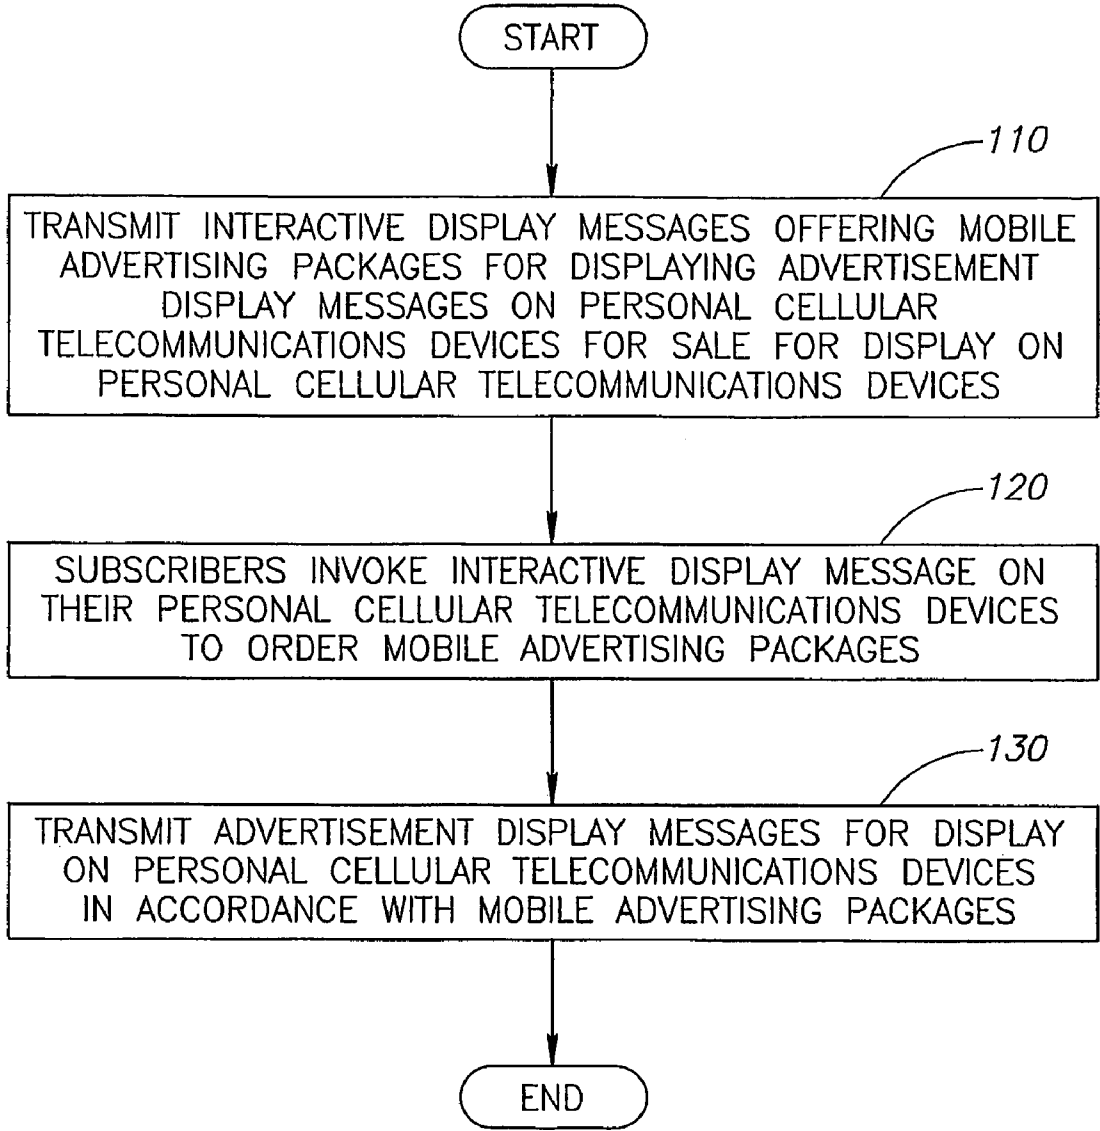 START
110
TRANSMIT INTERACTIVE DISPLAY MESSAGES OFFERING MOBILE
ADVERTISING PACKAGES FOR DISPLAYING ADVERTISEMENT
DISPLAY MESSAGES ON PERSONAL CELLULAR
TELECOMMUNICATIONS DEVICES FOR SALE FOR DISPLAY ON
PERSONAL CELLULAR TELECOMMUNICATIONS DEVICES
120
SUBSCRIBERS INVOKE INTERACTIVE DISPLAY MESSAGE ON
THEIR PERSONAL CELLULAR TELECOMMUNICATIONS DEVICES
TO ORDER MOBILE ADVERTISING PACKAGES
130
TRANSMIT ADVERTISEMENT DISPLAY MESSAGES FOR DISPLAY
ON PERSONAL CELLULAR TELECOMMUNICATIONS DEVICES
IN ACCORDANCE WITH MOBILE ADVERTISING PACKAGES
END